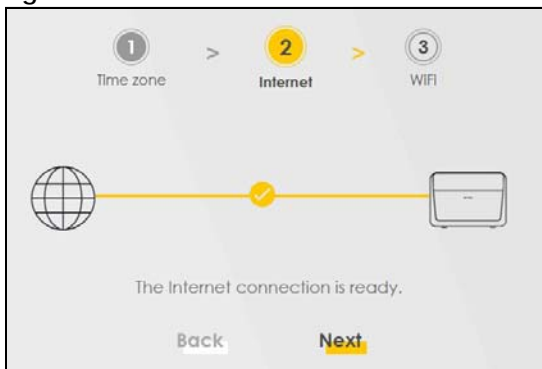 1 > 2 > 3
Time zone Internet WiFi
The Internet connection is ready.
Back Next